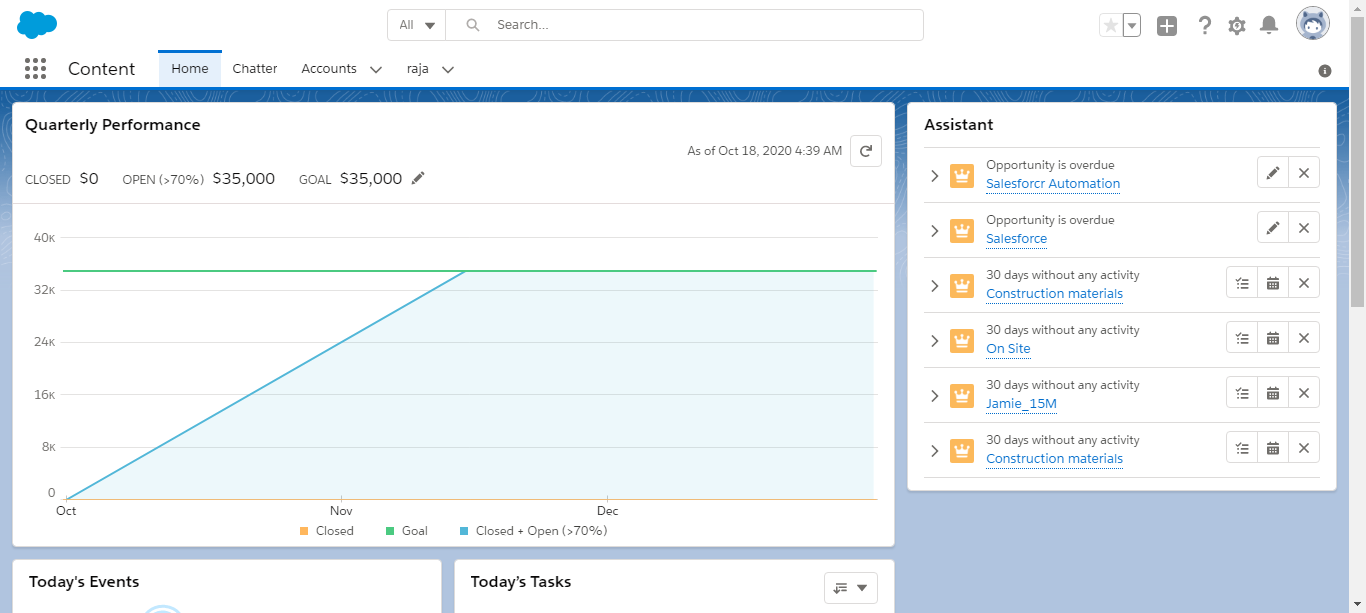 All
Search...
Content
Home
Chatter
Accounts
raja
Quarterly Performance
As of Oct 18, 2020 4:39 AM
CLOSED $0 OPEN (>70%) $35,000 GOAL $35,000
40K
32K
24K
16K
8K
0
Oct Nov Dec
Closed Goal Closed + Open (>70%)
Assistant
Opportunity is overdue
Salesforcr Automation
Opportunity is overdue
Salesforce
30 days without any activity
Construction materials
30 days without any activity
On Site
30 days without any activity
Jamie_15M
30 days without any activity
Construction materials
Today's Events
Today's Tasks